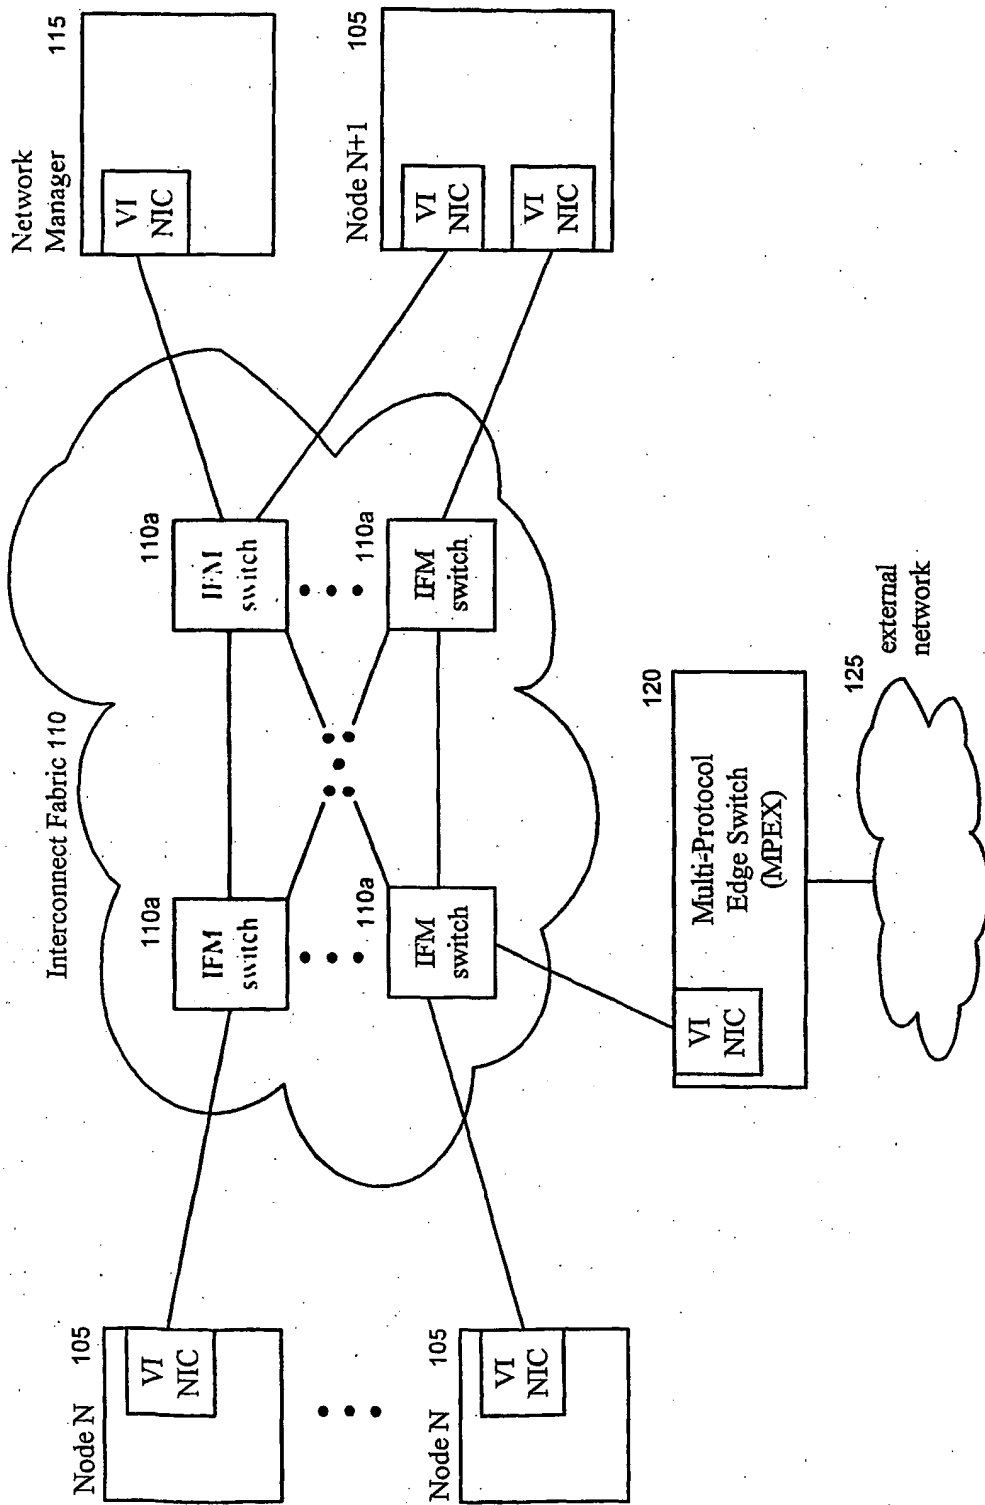 Network
Manager
115
Interconnect Fabric 110
Node N
105
VI
NIC
110a
IFM
switch
110a
IFM
switch
VI
NIC
Node N+1
105
VI
NIC
VI
NIC
Node N
105
VI
NIC
110a
IFM
switch
110a
IFM
switch
120
VI
NIC
Multi-Protocol
Edge Switch
(MPEX)
125
external
network